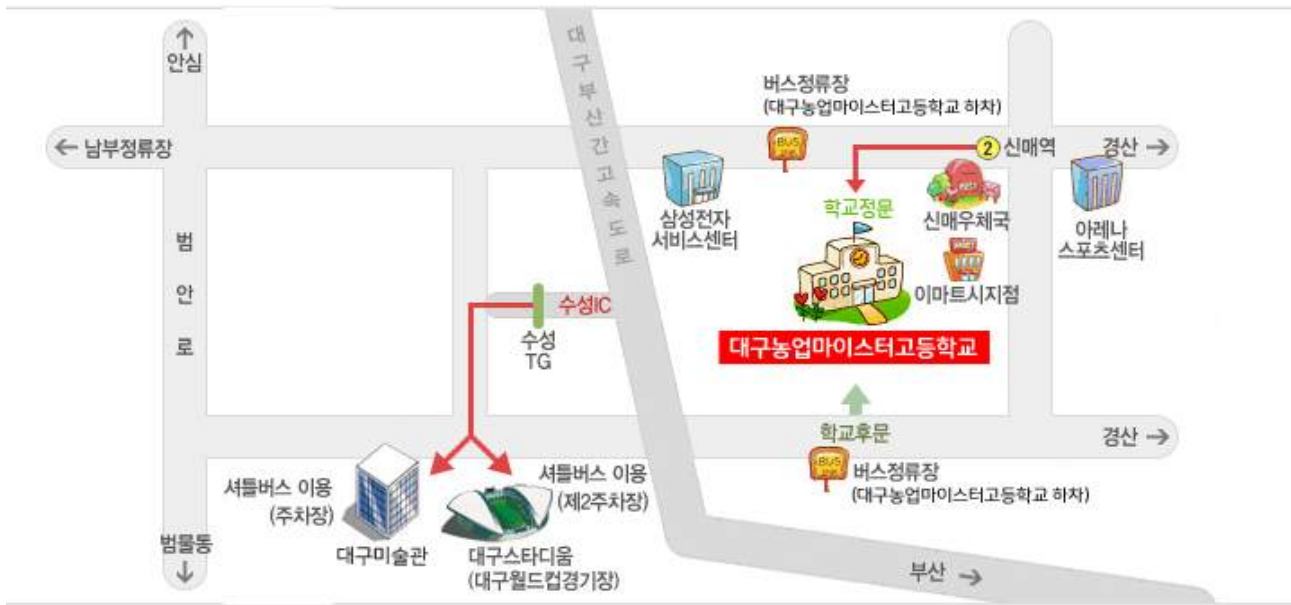 안심
대구부산간고속도로
버스정류장
(대구농업마이스터고등학교 하차)
BUS
← 남부정류장
2 신매역
경산 →
학교정문
삼성전자
서비스센터
신매우체국
아레나
스포츠센터
범안로
이마트시지점
수성IC
수성
TG
대구농업마이스터고등학교
학교후문
경산 →
BUS
버스정류장
(대구농업마이스터고등학교 하차)
셔틀버스 이용
(주차장)
셔틀버스 이용
(제2주차장)
범물동
대구미술관
대구스타디움
(대구월드컵경기장)
부산 →